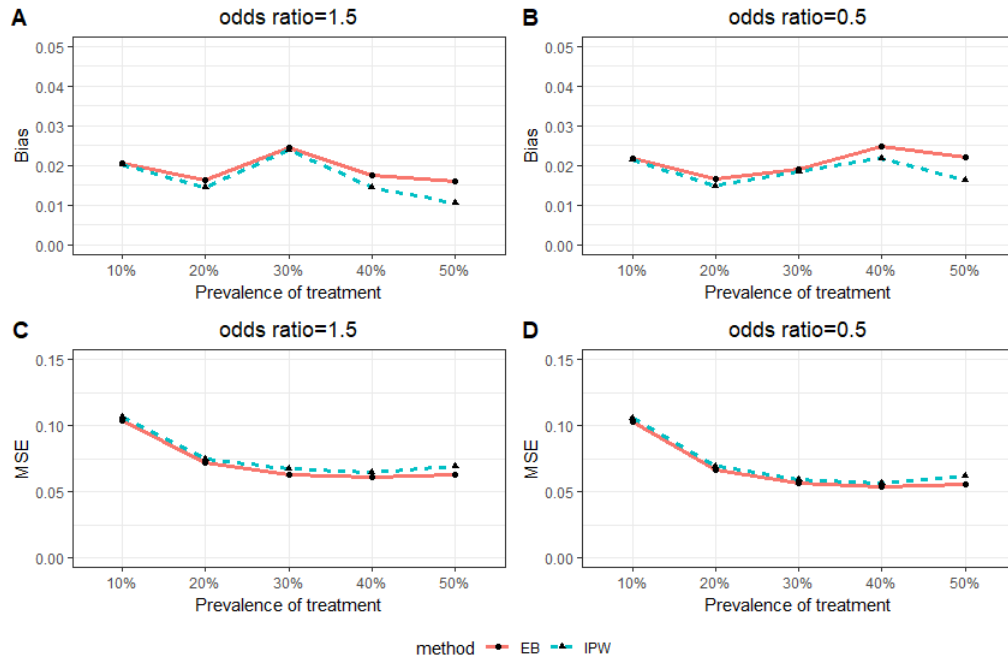 A
odds ratio=1.5
0.05
0.04
0.03
0.02
0.01
0.00
Bias
10% 20% 30% 40% 50%
Prevalence of treatment
B
odds ratio=0.5
0.05
0.04
0.03
0.02
0.01
0.00
Bias
10% 20% 30% 40% 50%
Prevalence of treatment
C
odds ratio=1.5
0.15
0.10
0.05
0.00
MSE
10% 20% 30% 40% 50%
Prevalence of treatment
D
odds ratio=0.5
0.15
0.10
0.05
0.00
MSE
10% 20% 30% 40% 50%
Prevalence of treatment
method EB IPW